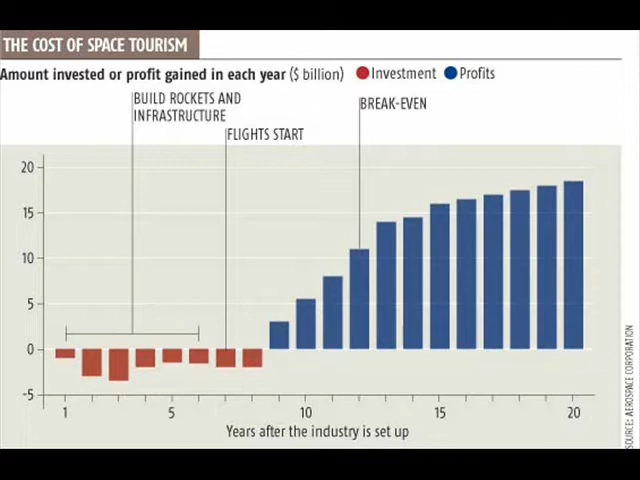 THE COST OF SPACE TOURISM
Amount invested or profit gained in each year ($ billion) Investment Profits
BUILD ROCKETS AND
INFRASTRUCTURE
FLIGHTS START
BREAK-EVEN
20
15
10
5
0
-5
1 5 10 15 20
Years after the industry is set up
SOURCE: AEROSPACE CORPORATION